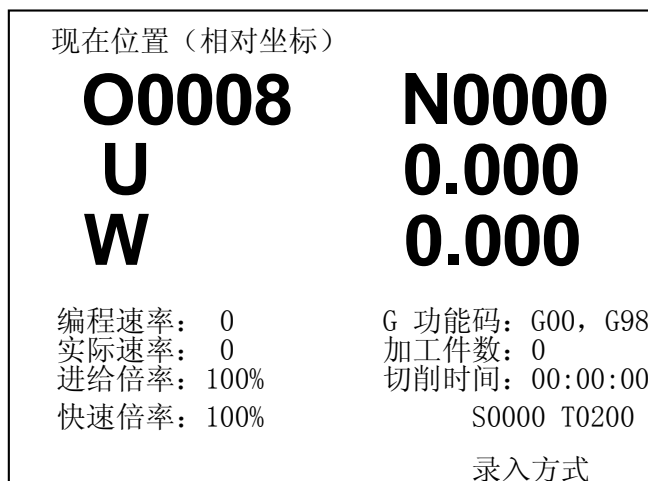 现在位置（相对坐标）
O0008 N0000
U 0.000
W 0.000
编程速率： 0 G 功能码：G00，G98
实际速率： 0 加工件数：0
进给倍率：100% 切削时间：00:00:00
快速倍率：100% S0000 T0200
录入方式